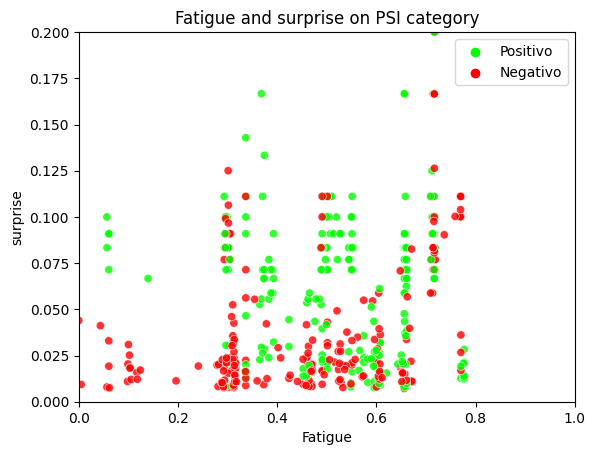 Fatigue and surprise on PSI category
Positivo
Negativo
surprise
0.200
0.175
0.150
0.125
0.100
0.075
0.050
0.025
0.000
0.0 0.2 0.4 0.6 0.8 1.0
Fatigue